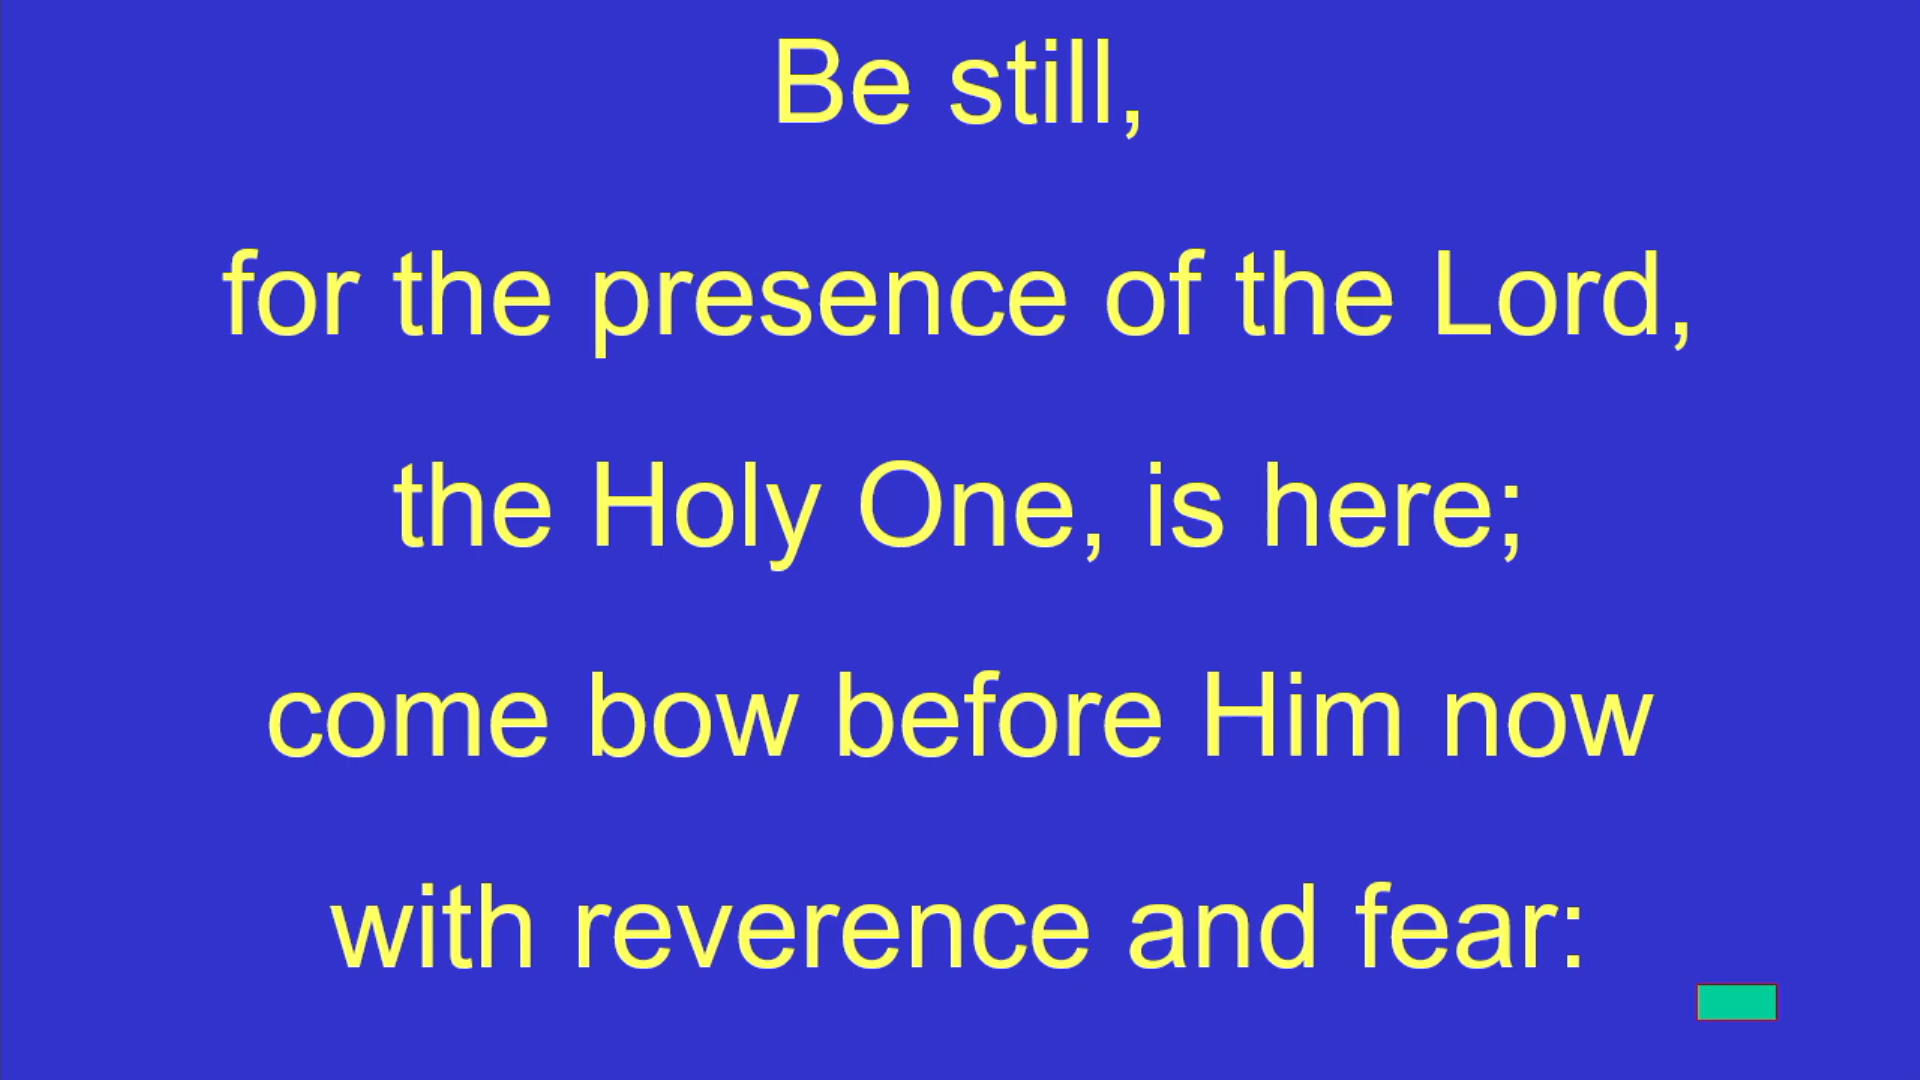 Be still,
for the presence of the Lord,
the Holy One, is here;
come bow before Him now
with reverence and fear: